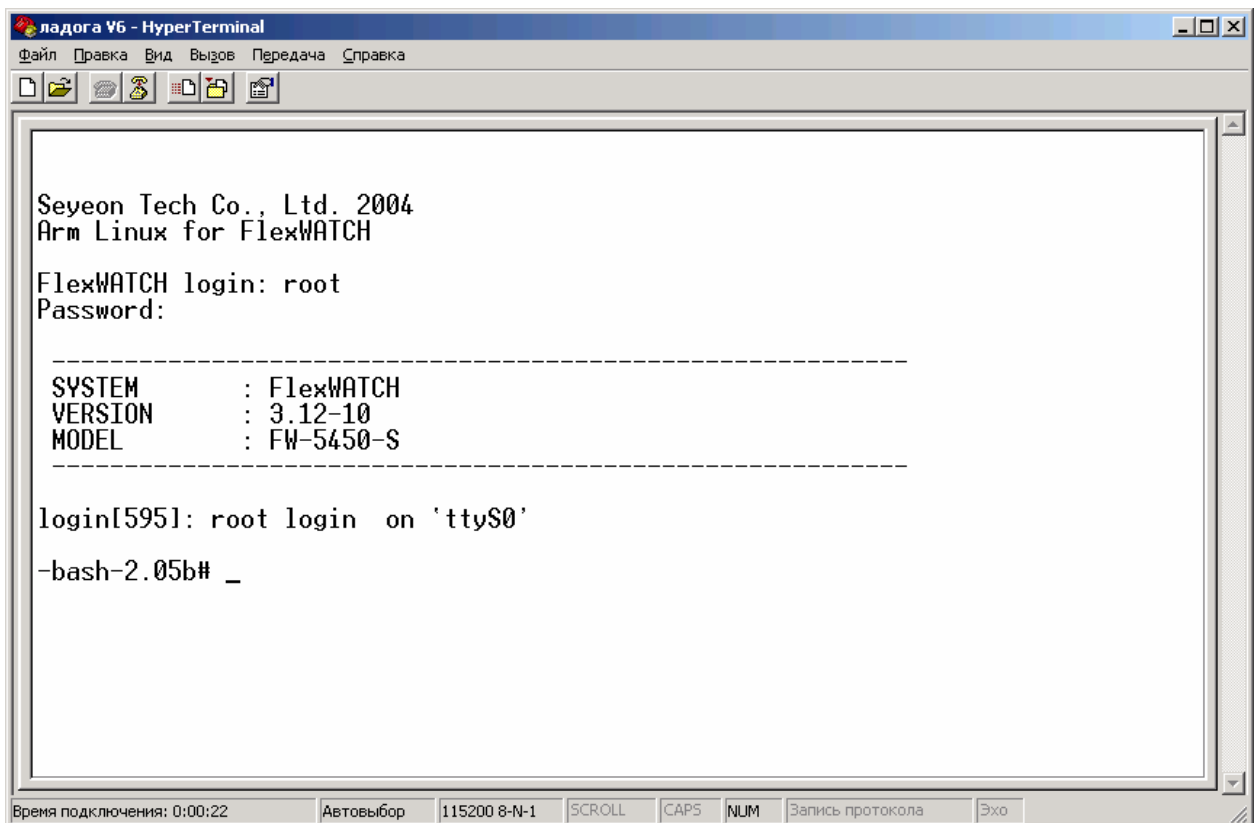 ладога V6 - HyperTerminal
Файл Правка Вид Вызов Передача Справка
Seyeon Tech Co., Ltd. 2004
Arm Linux for FlexWATCH
FlexWATCH login: root
Password:
------------------------------------------------------------
SYSTEM : FlexWATCH
VERSION : 3.12-10
MODEL : FW-5450-S
------------------------------------------------------------
login[595]: root login  on 'ttyS0'
-bash-2.05b# _
Время подключения: 0:00:22 Автовыбор 115200 8-N-1 SCROLL CAPS NUM Запись протокола Эхо